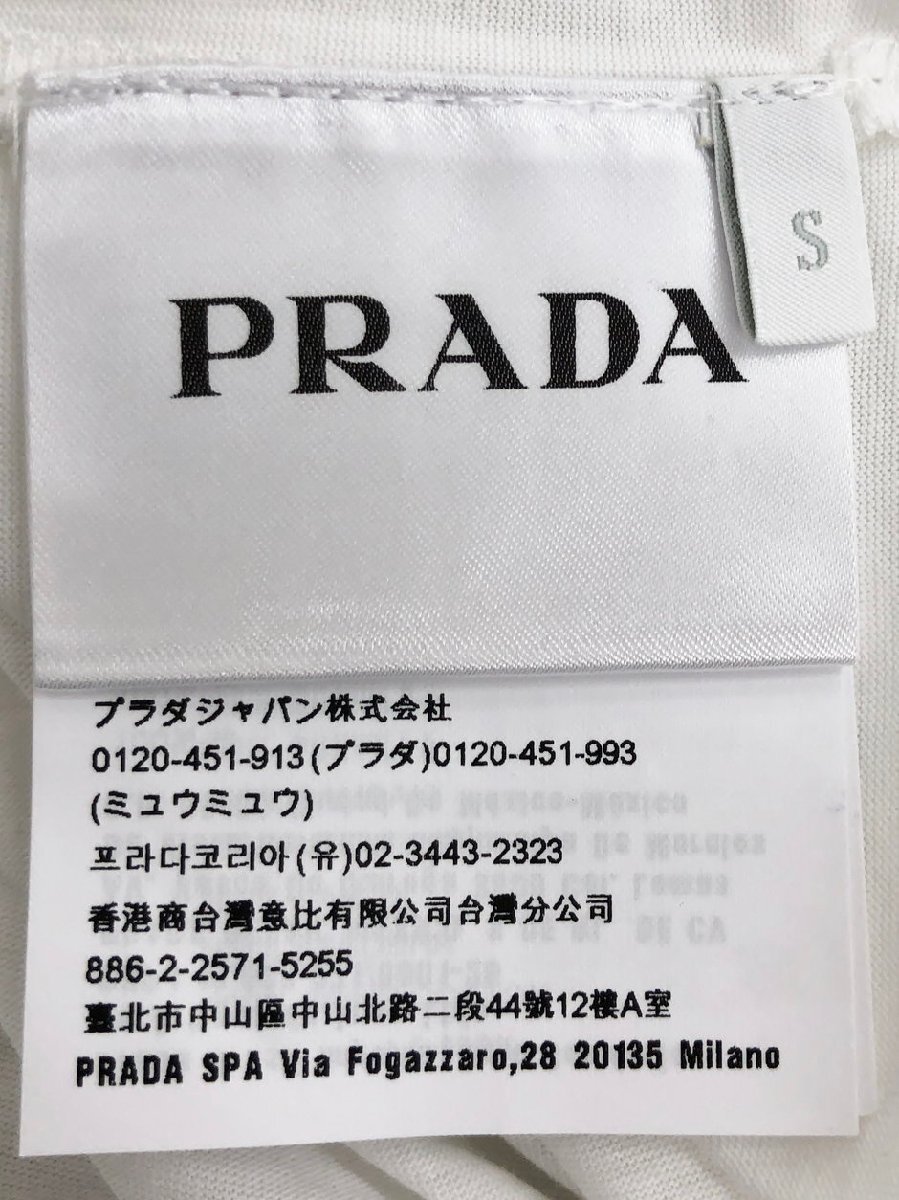 PRADA
S
プラダジャパン株式会社
0120-451-913(プラダ)0120-451-993
(ミュウミュウ)
프라다코리아(유)02-3443-2323
香港商台灣意比有限公司台灣分公司
886-2-2571-5255
臺北市中山區中山北路二段44號12樓A室
PRADA SPA Via Fogazzaro,28 20135 Milano